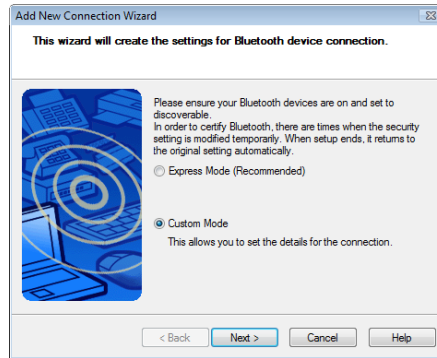 Add New Connection Wizard
This wizard will create the settings for Bluetooth device connection.
Please ensure your Bluetooth devices are on and set to
discoverable.
In order to certify Bluetooth, there are times when the security
setting is modified temporarily. When setup ends, it returns to
the original setting automatically.
Express Mode (Recommended)
Custom Mode
This allows you to set the details for the connection.
< Back
Next >
Cancel
Help